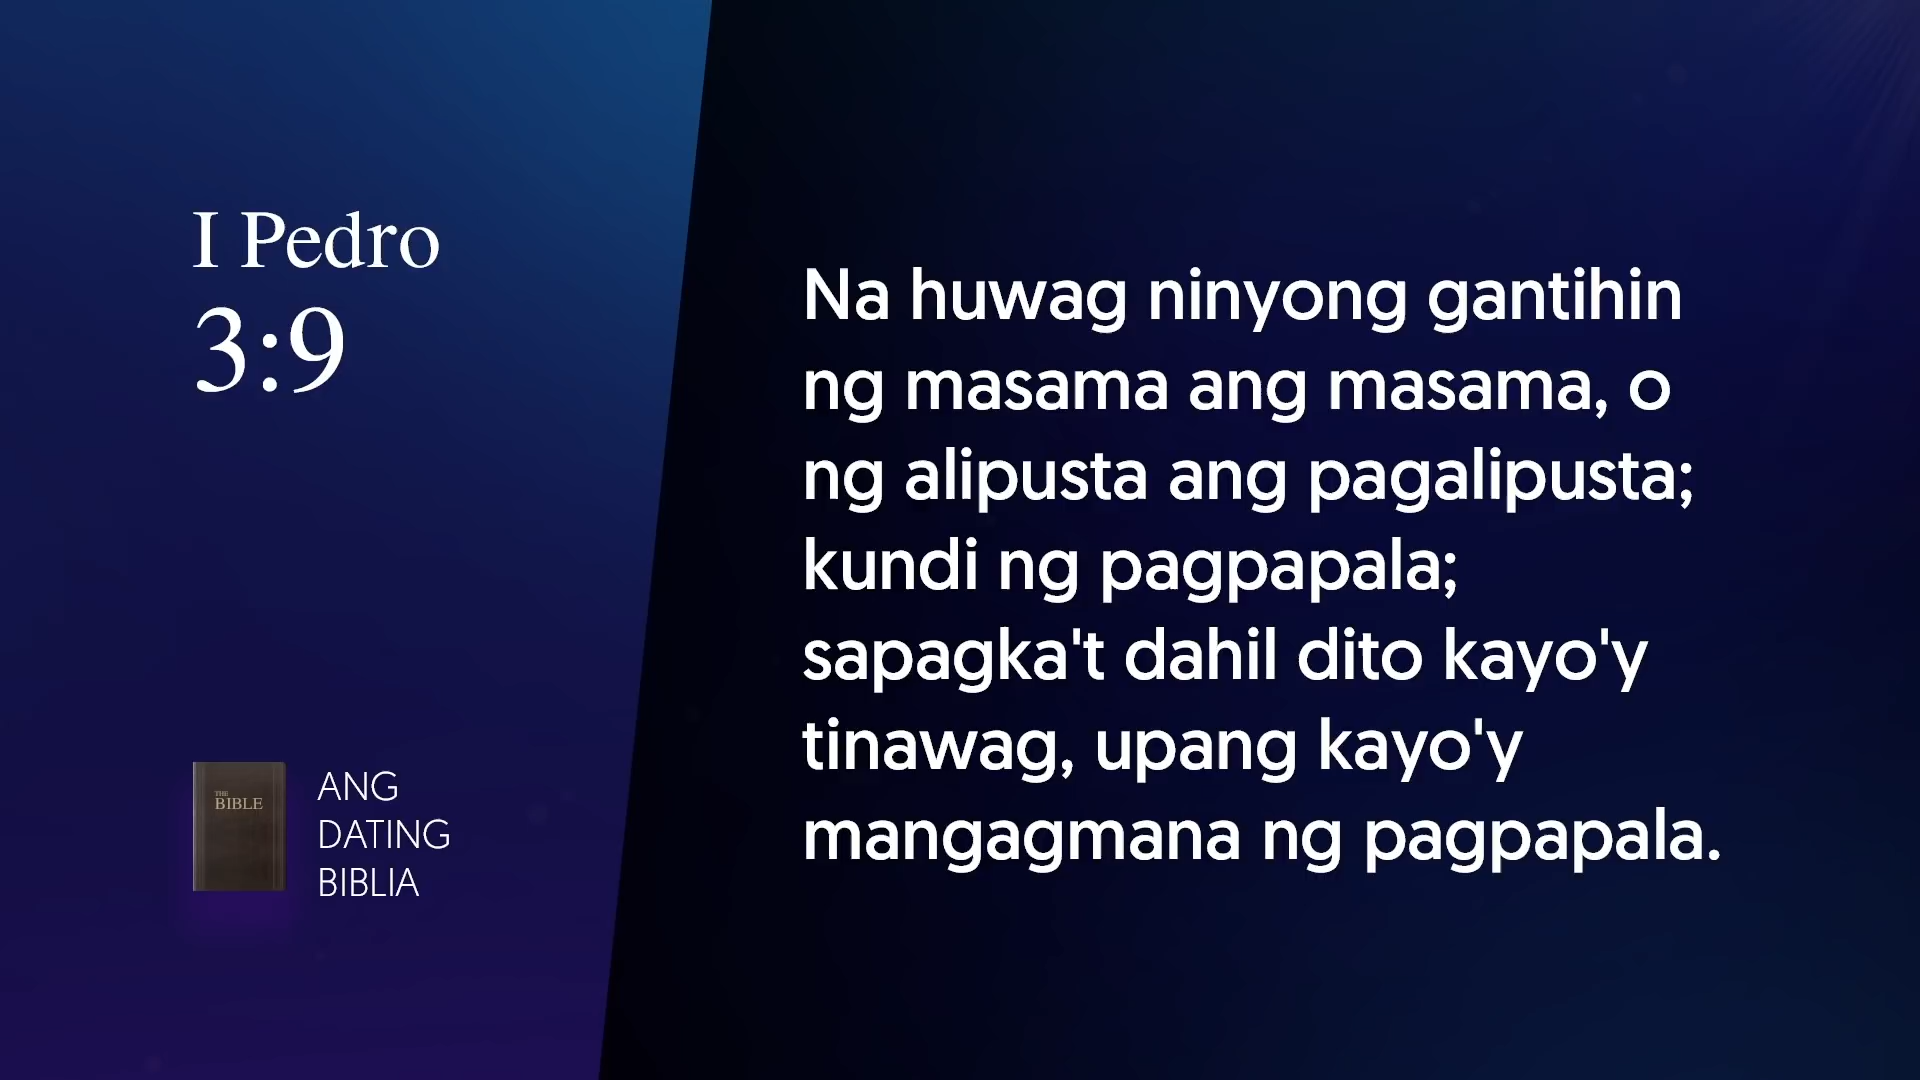 I Pedro
3:9
Na huwag ninyong gantihin
ng masama ang masama, o
ng alipusta ang pagalipusta;
kundi ng pagpapala;
sapagka't dahil dito kayo'y
tinawag, upang kayo'y
mangagmana ng pagpapala.
THE
BIBLE
ANG
DATING
BIBLIA